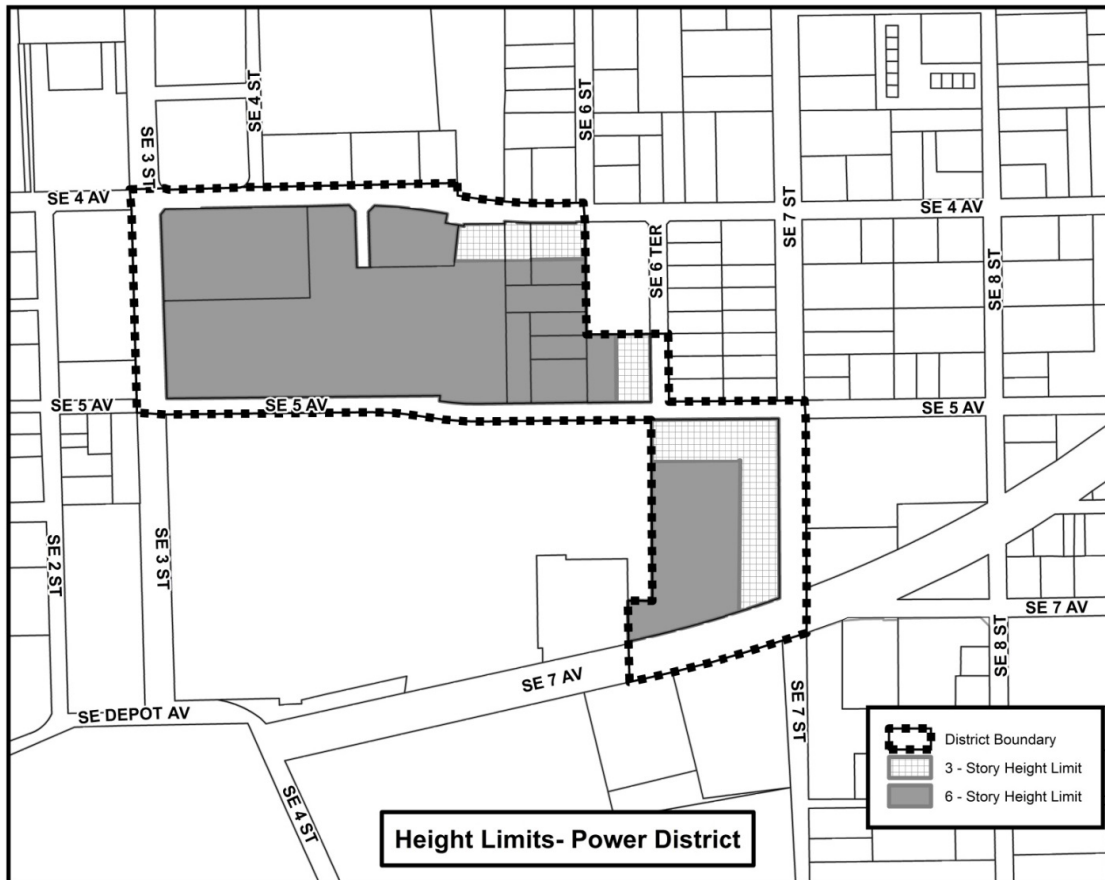 SE 4 ST
SE 6 ST
SE 3 ST
SE 4 AV
SE 4 AV
SE 7 ST
SE 6 TER
SE 8 ST
SE 5 AV
SE 5 AV
SE 5 AV
SE 2 ST
SE 3 ST
SE 7 AV
SE 8 ST
SE 7 AV
SE DEPOT AV
SE 7 ST
SE 4 ST
District Boundary
3 - Story Height Limit
6 - Story Height Limit
Height Limits- Power District